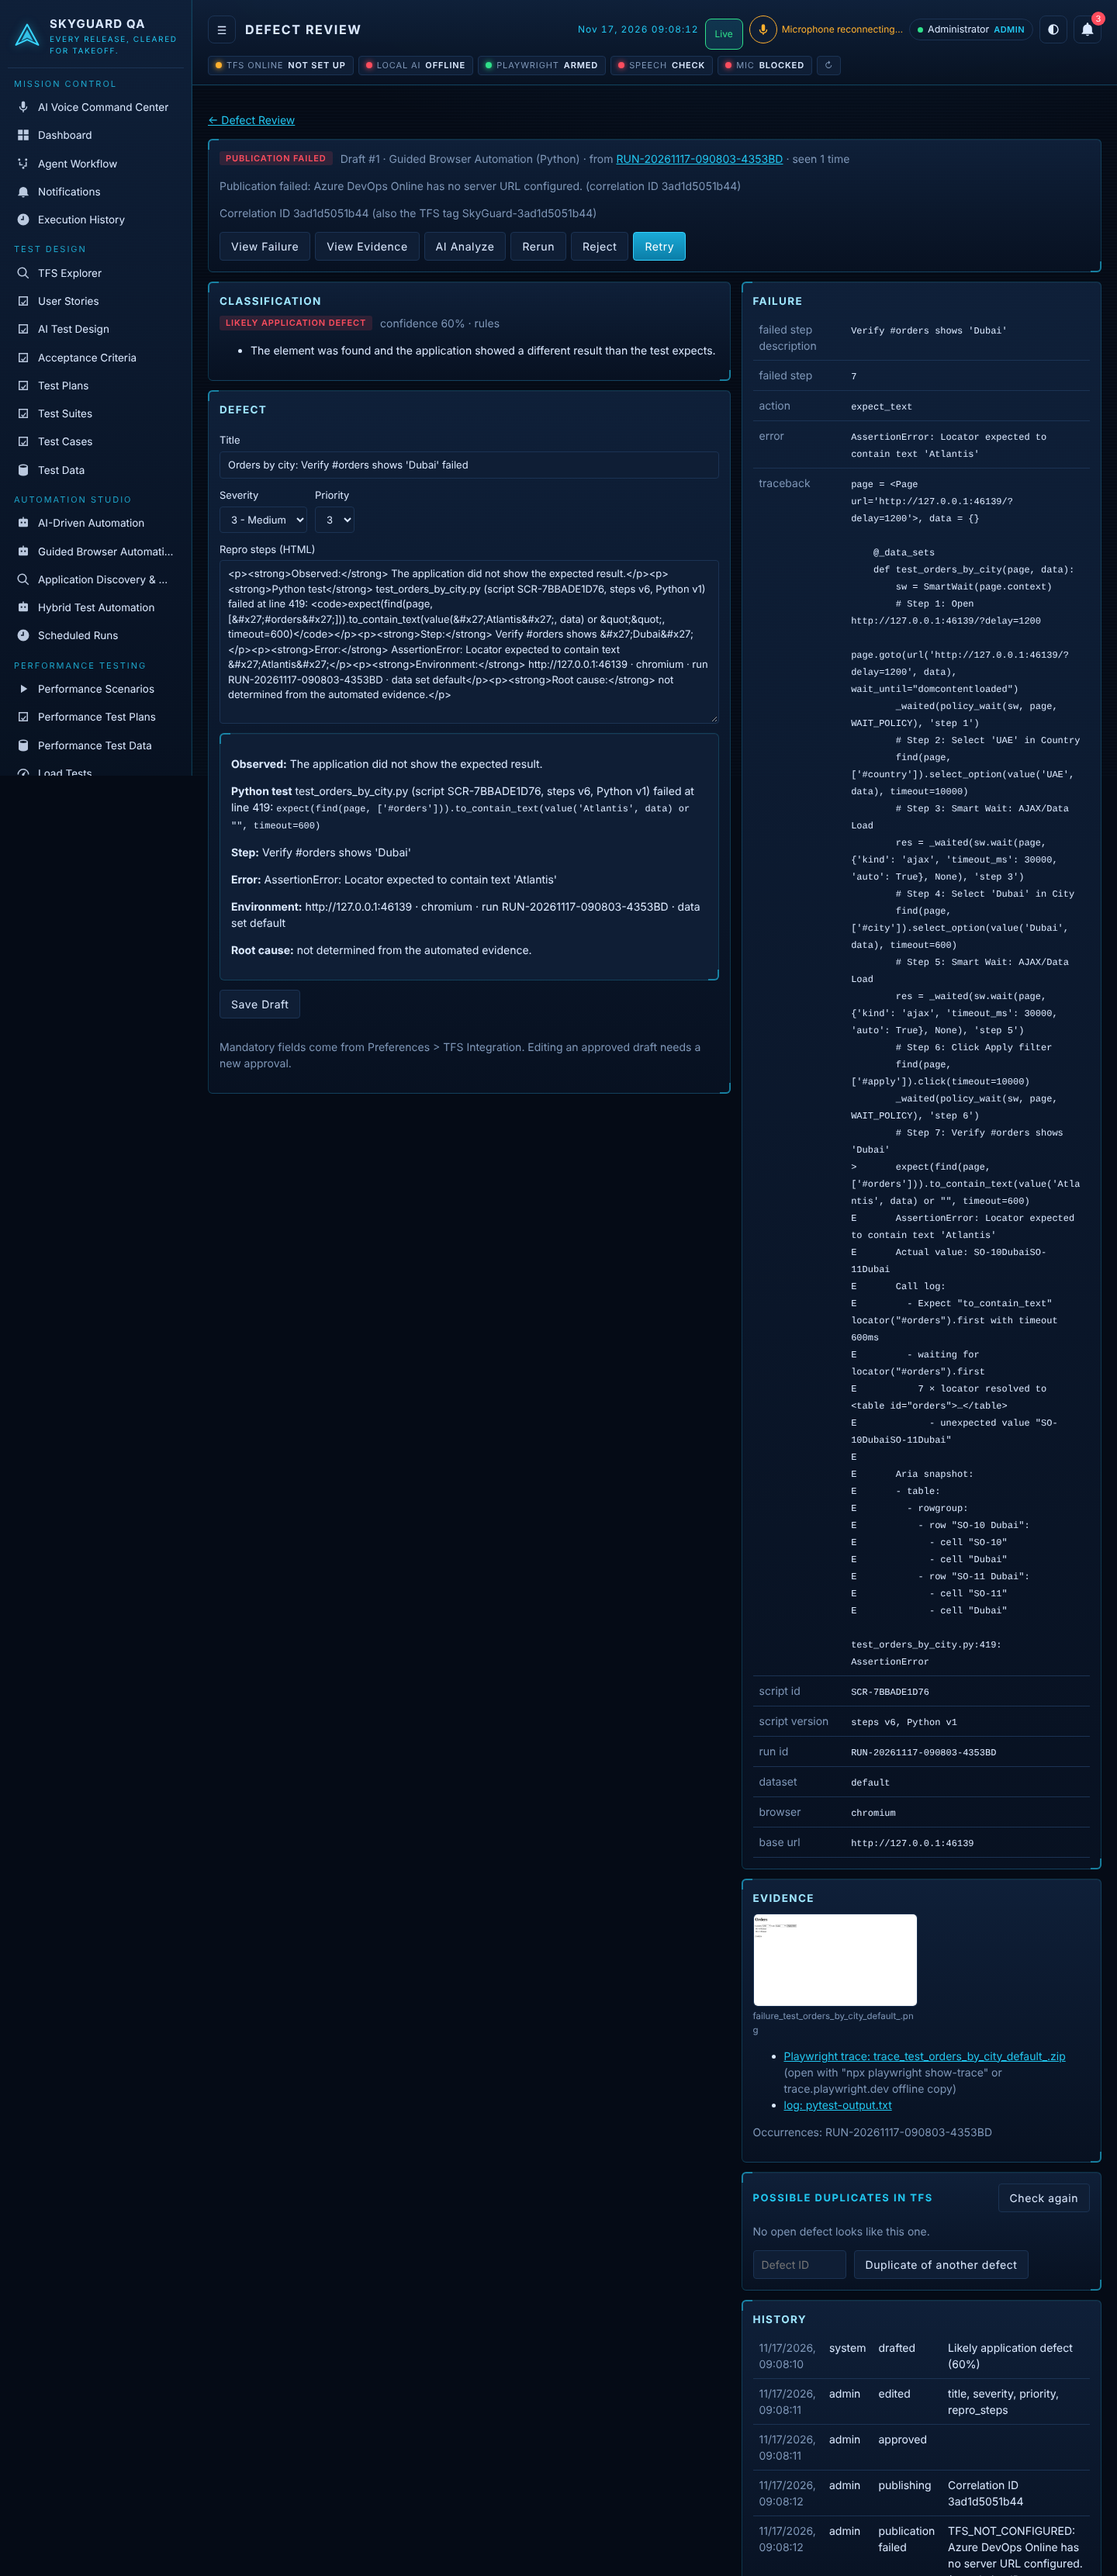 SKYGUARD QA
EVERY RELEASE, CLEARED
FOR TAKEOFF.
MISSION CONTROL
AI Voice Command Center
Dashboard
Agent Workflow
Notifications
Execution History
TEST DESIGN
TFS Explorer
User Stories
AI Test Design
Acceptance Criteria
Test Plans
Test Suites
Test Cases
Test Data
AUTOMATION STUDIO
AI-Driven Automation
Guided Browser Automati...
Application Discovery & ...
Hybrid Test Automation
Scheduled Runs
PERFORMANCE TESTING
Performance Scenarios
Performance Test Plans
Performance Test Data
Load Tests
DEFECT REVIEW
Nov 17, 2026 09:08:12
Live
Microphone reconnecting...
Administrator ADMIN
3
TFS ONLINE NOT SET UP
LOCAL AI OFFLINE
PLAYWRIGHT ARMED
SPEECH CHECK
MIC BLOCKED
← Defect Review
PUBLICATION FAILED Draft #1 · Guided Browser Automation (Python) · from RUN-20261117-090803-4353BD · seen 1 time
Publication failed: Azure DevOps Online has no server URL configured. (correlation ID 3ad1d5051b44)
Correlation ID 3ad1d5051b44 (also the TFS tag SkyGuard-3ad1d5051b44)
View Failure
View Evidence
AI Analyze
Rerun
Reject
Retry
CLASSIFICATION
LIKELY APPLICATION DEFECT confidence 60% · rules
• The element was found and the application showed a different result than the test expects.
DEFECT
Title
Orders by city: Verify #orders shows 'Dubai' failed
Severity Priority
3 - Medium 3
Repro steps (HTML)
<p><strong>Observed:</strong> The application did not show the expected result.</p><p>
<strong>Python test</strong> test_orders_by_city.py (script SCR-7BBADE1D76, steps v6, Python v1)
failed at line 419: <code>expect(find(page,
[&#x27;#orders&#x27;])).to_contain_text(value(&#x27;Atlantis&#x27;, data) or &quot;&quot;,
timeout=600)</code></p><p><strong>Step:</strong> Verify #orders shows &#x27;Dubai&#x27;
</p><p><strong>Error:</strong> AssertionError: Locator expected to contain text
&#x27;Atlantis&#x27;</p><p><strong>Environment:</strong> http://127.0.0.1:46139 · chromium · run
RUN-20261117-090803-4353BD · data set default</p><p><strong>Root cause:</strong> not
determined from the automated evidence.</p>
Observed: The application did not show the expected result.
Python test test_orders_by_city.py (script SCR-7BBADE1D76, steps v6, Python v1) failed at
line 419: expect(find(page, ['#orders'])).to_contain_text(value('Atlantis', data) or
"", timeout=600)
Step: Verify #orders shows 'Dubai'
Error: AssertionError: Locator expected to contain text 'Atlantis'
Environment: http://127.0.0.1:46139 · chromium · run RUN-20261117-090803-4353BD · data
set default
Root cause: not determined from the automated evidence.
Save Draft
Mandatory fields come from Preferences > TFS Integration. Editing an approved draft needs a
new approval.
FAILURE
failed step
description
Verify #orders shows 'Dubai'
failed step 7
action expect_text
error AssertionError: Locator expected to
contain text 'Atlantis'
traceback page = <Page
url='http://127.0.0.1:46139/?
delay=1200'>, data = {}
@_data_sets
def test_orders_by_city(page, data):
sw = SmartWait(page.context)
# Step 1: Open
http://127.0.0.1:46139/?delay=1200
page.goto(url('http://127.0.0.1:46139/?
delay=1200', data),
wait_until="domcontentloaded")
_waited(policy_wait(sw, page,
WAIT_POLICY), 'step 1')
# Step 2: Select 'UAE' in Country
find(page,
['#country']).select_option(value('UAE',
data), timeout=10000)
# Step 3: Smart Wait: AJAX/Data
Load
res = _waited(sw.wait(page,
{'kind': 'ajax', 'timeout_ms': 30000,
'auto': True}, None), 'step 3')
# Step 4: Select 'Dubai' in City
find(page,
['#city']).select_option(value('Dubai',
data), timeout=600)
# Step 5: Smart Wait: AJAX/Data
Load
res = _waited(sw.wait(page,
{'kind': 'ajax', 'timeout_ms': 30000,
'auto': True}, None), 'step 5')
# Step 6: Click Apply filter
find(page,
['#apply']).click(timeout=10000)
_waited(policy_wait(sw, page,
WAIT_POLICY), 'step 6')
# Step 7: Verify #orders shows
'Dubai'
> expect(find(page,
['#orders'])).to_contain_text(value('Atla
ntis', data) or "", timeout=600)
E AssertionError: Locator expected
to contain text 'Atlantis'
E Actual value: SO-10DubaiSO-
11Dubai
E Call log:
E - Expect "to_contain_text"
locator("#orders").first with timeout
600ms
E - waiting for
locator("#orders").first
E 7 × locator resolved to
<table id="orders">…</table>
E - unexpected value "SO-
10DubaiSO-11Dubai"
E
E Aria snapshot:
E - table:
E - rowgroup:
E - row "SO-10 Dubai":
E - cell "SO-10"
E - cell "Dubai"
E - row "SO-11 Dubai":
E - cell "SO-11"
E - cell "Dubai"
test_orders_by_city.py:419:
AssertionError
script id SCR-7BBADE1D76
script version steps v6, Python v1
run id RUN-20261117-090803-4353BD
dataset default
browser chromium
base url http://127.0.0.1:46139
EVIDENCE
failure_test_orders_by_city_default_.pn
g
• Playwright trace: trace_test_orders_by_city_default_.zip
(open with "npx playwright show-trace" or
trace.playwright.dev offline copy)
• log: pytest-output.txt
Occurrences: RUN-20261117-090803-4353BD
POSSIBLE DUPLICATES IN TFS
Check again
No open defect looks like this one.
Defect ID
Duplicate of another defect
HISTORY
11/17/2026, system drafted Likely application defect
09:08:10 (60%)
11/17/2026, admin edited title, severity, priority,
09:08:11 repro_steps
11/17/2026, admin approved
09:08:11
11/17/2026, admin publishing Correlation ID
09:08:12 3ad1d5051b44
11/17/2026, admin publication TFS_NOT_CONFIGURED:
09:08:12 failed Azure DevOps Online has
no server URL configured.